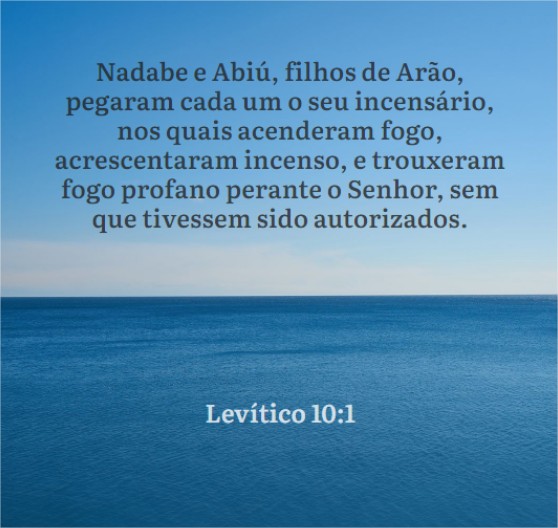 Nadabe e Abiú, filhos de Arão,
pegaram cada um o seu incensário,
nos quais acenderam fogo,
acrescentaram incenso, e trouxeram
fogo profano perante o Senhor, sem
que tivessem sido autorizados.
Levítico 10:1